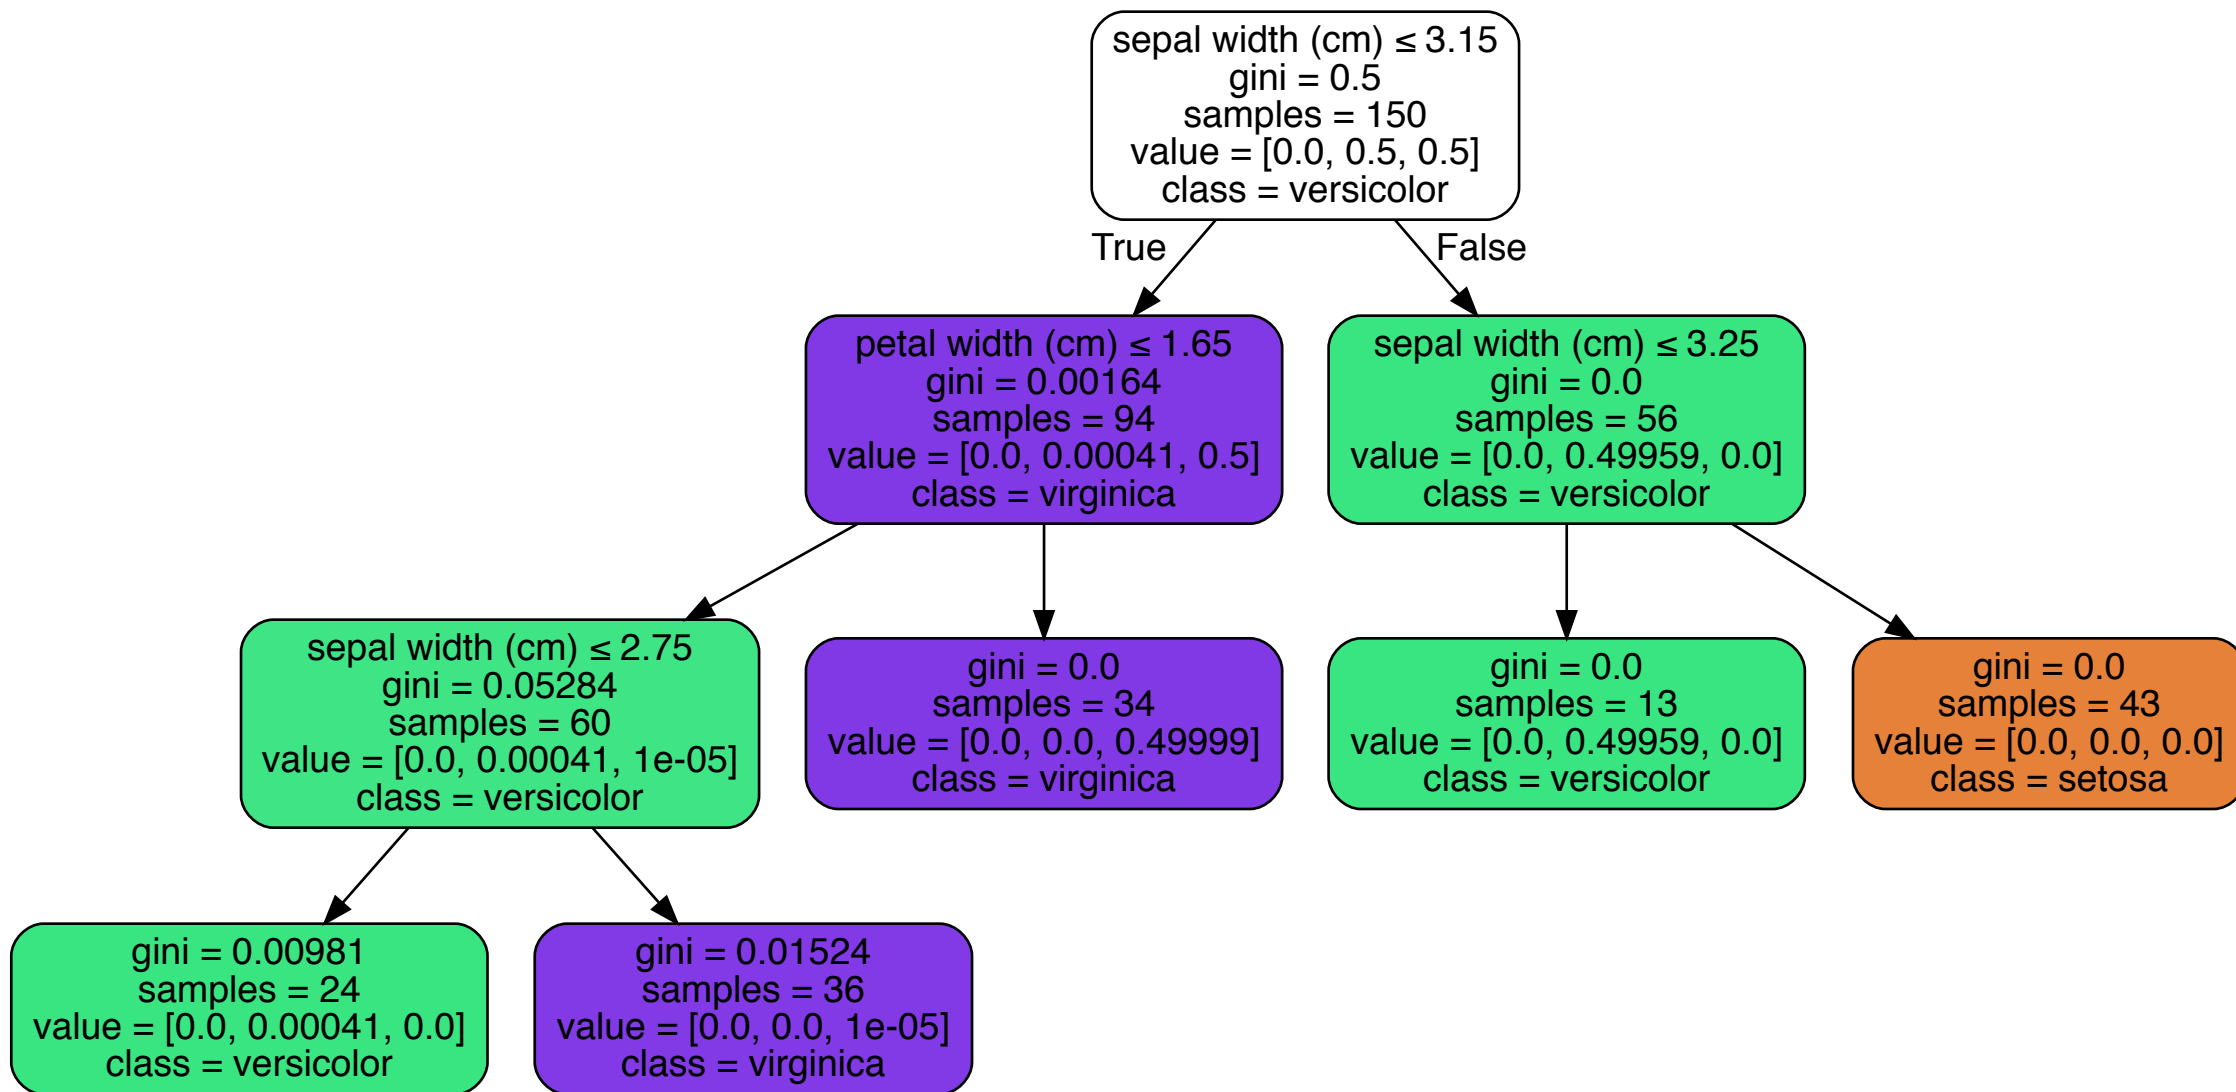 sepal width (cm) ≤ 3.15
gini = 0.5
samples = 150
value = [0.0, 0.5, 0.5]
class = versicolor
True
False
petal width (cm) ≤ 1.65
gini = 0.00164
samples = 94
value = [0.0, 0.00041, 0.5]
class = virginica
sepal width (cm) ≤ 3.25
gini = 0.0
samples = 56
value = [0.0, 0.49959, 0.0]
class = versicolor
sepal width (cm) ≤ 2.75
gini = 0.05284
samples = 60
value = [0.0, 0.00041, 1e-05]
class = versicolor
gini = 0.0
samples = 34
value = [0.0, 0.0, 0.49999]
class = virginica
gini = 0.0
samples = 13
value = [0.0, 0.49959, 0.0]
class = versicolor
gini = 0.0
samples = 43
value = [0.0, 0.0, 0.0]
class = setosa
gini = 0.00981
samples = 24
value = [0.0, 0.00041, 0.0]
class = versicolor
gini = 0.01524
samples = 36
value = [0.0, 0.0, 1e-05]
class = virginica